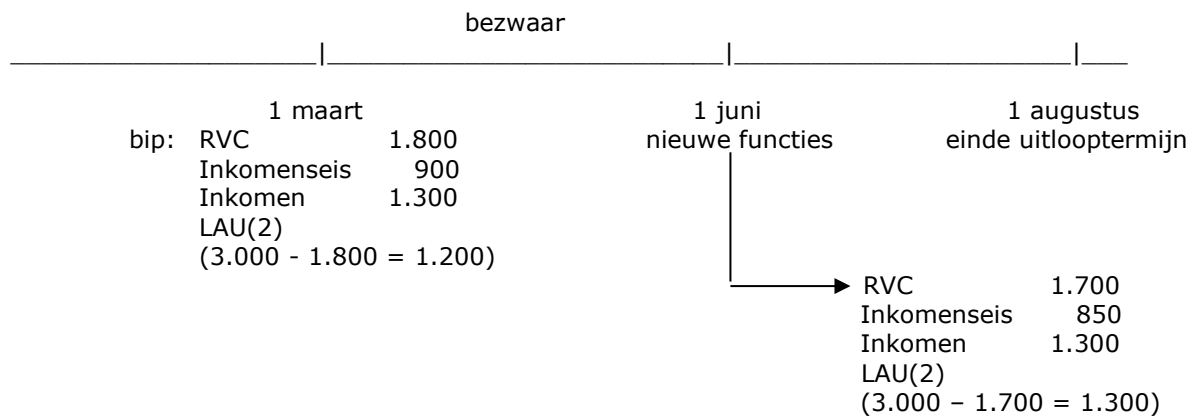 bezwaar
1 maart 1 juni 1 augustus
bip: RVC 1.800 nieuwe functies einde uitlooptermijn
Inkomenseis 900
Inkomen 1.300
LAU(2)
(3.000 - 1.800 = 1.200)
RVC 1.700
Inkomenseis 850
Inkomen 1.300
LAU(2)
(3.000 – 1.700 = 1.300)